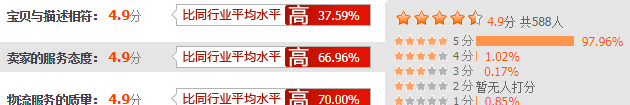 宝贝与描述相符：4.9分 比同行业平均水平 高 37.59%
卖家的服务态度：4.9分 比同行业平均水平 高 66.96%
物流服务的质量：4.9分 比同行业平均水平 高 70.00%
4.9分 共588人
5分 97.96%
4分 1.02%
3分 0.17%
2分 暂无人打分
1分 0.85%